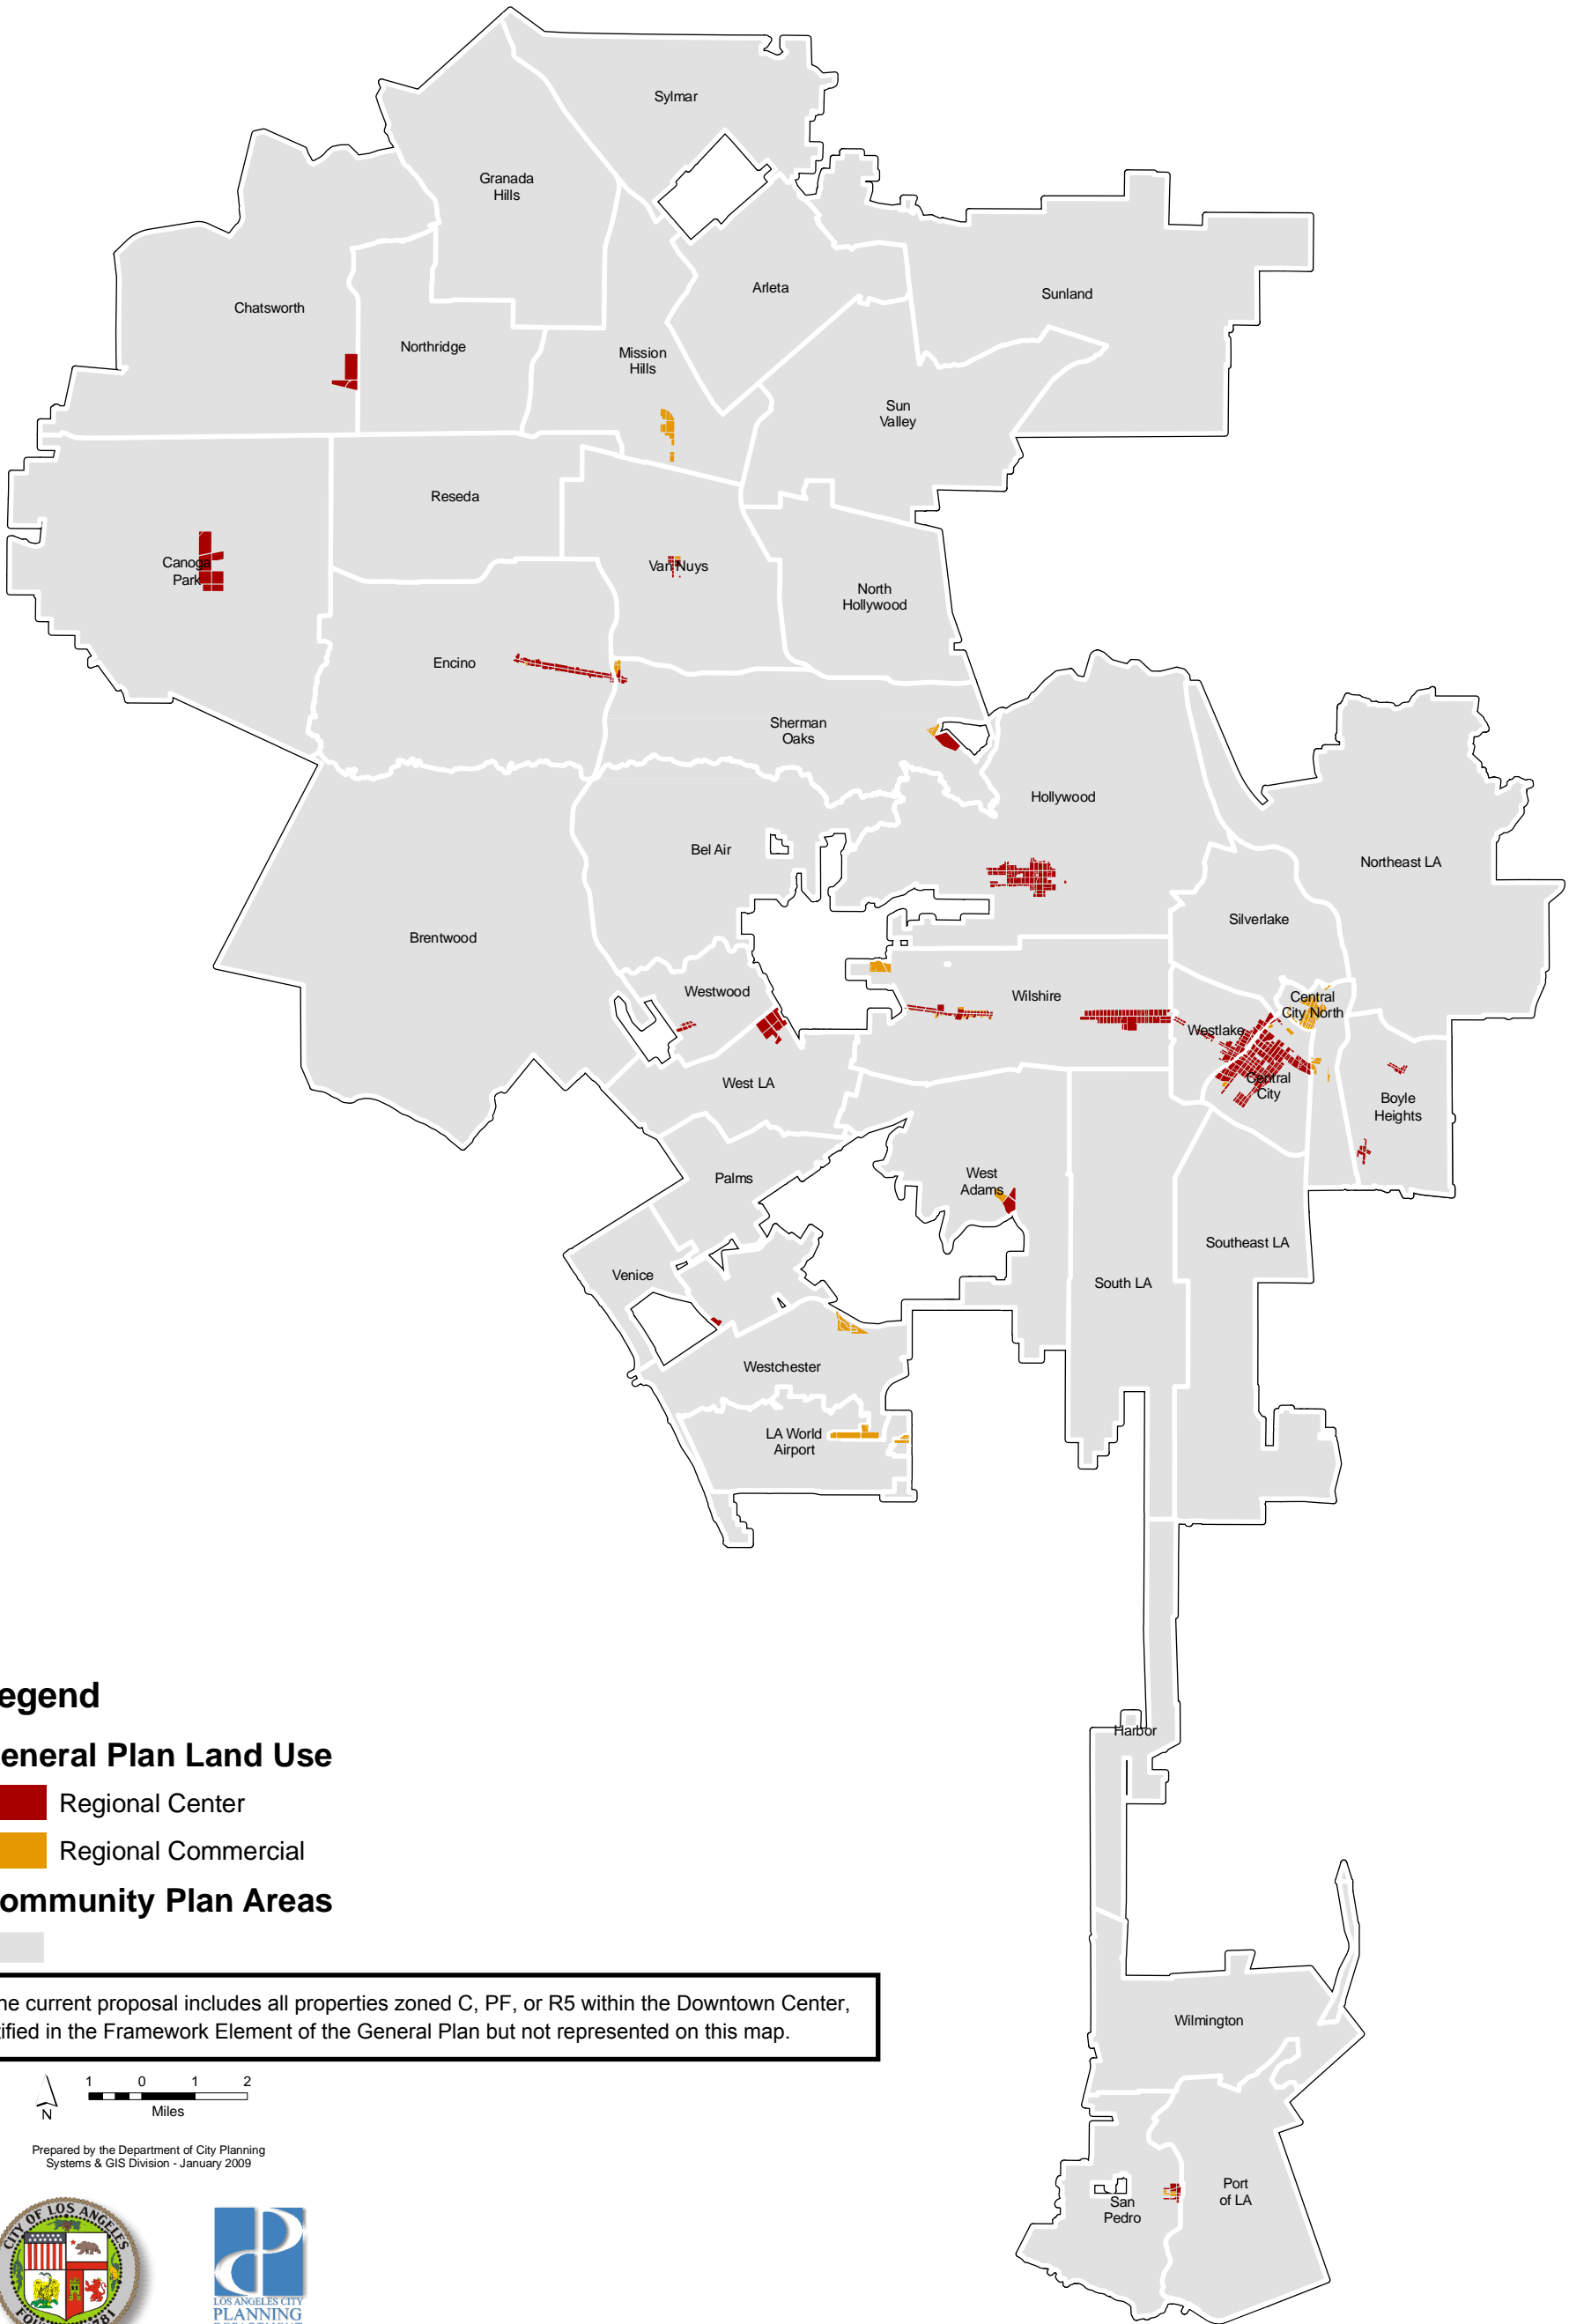 Sylmar
Granada
Hills
Arleta
Sunland
Chatsworth
Northridge
Mission
Hills
Sun
Valley
Reseda
Canoga
Park
Van Nuys
North
Hollywood
Encino
Sherman
Oaks
Hollywood
Bel Air
Northeast LA
Silverlake
Brentwood
Westwood
Wilshire
Central
City North
Westlake
West LA
Central
City
Boyle
Heights
Palms
West
Adams
Southeast LA
Venice
South LA
Westchester
LA World
Airport
egend
Harbor
eneral Plan Land Use
Regional Center
Regional Commercial
ommunity Plan Areas
ne current proposal includes all properties zoned C, PF, or R5 within the Downtown Center,
tified in the Framework Element of the General Plan but not represented on this map.
Wilmington
1 0 1 2
Miles
N
Prepared by the Department of City Planning
Systems & GIS Division - January 2009
Port
of LA
San
Pedro
CITY OF LOS ANGELES
LOS ANGELES CITY
PLANNING